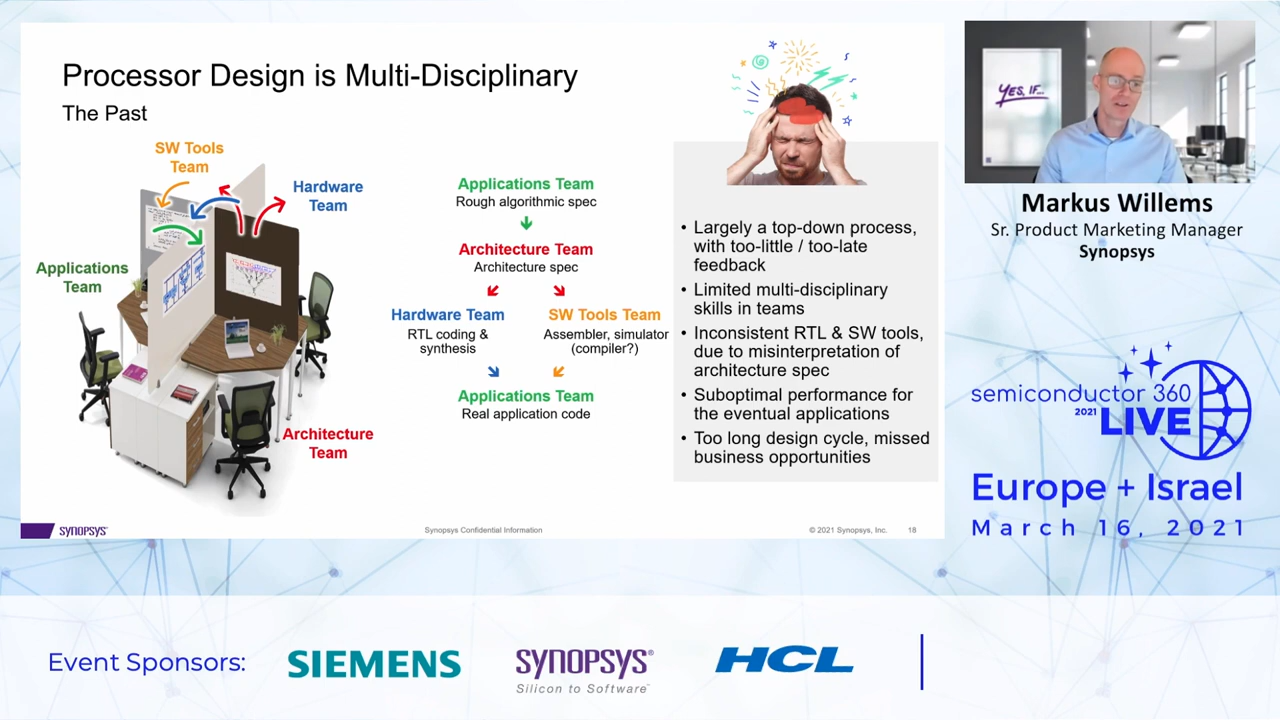 Processor Design is Multi-Disciplinary
The Past
SW Tools
Team
Hardware
Team
Applications
Team
Architecture
Team
Applications Team
Rough algorithmic spec
Architecture Team
Architecture spec
Hardware Team
RTL coding &
synthesis
SW Tools Team
Assembler, simulator
(compiler?)
Applications Team
Real application code
• Largely a top-down process,
with too-little / too-late
feedback
• Limited multi-disciplinary
skills in teams
• Inconsistent RTL & SW tools,
due to misinterpretation of
architecture spec
• Suboptimal performance for
the eventual applications
• Too long design cycle, missed
business opportunities
SYNOPSYS®
Synopsys Confidential Information
© 2021 Synopsys, Inc.
18
YES, IF...
Markus Willems
Sr. Product Marketing Manager
Synopsys
semiconductor 360
2021
LIVE
Europe + Israel
March 16, 2021
Event Sponsors:
SIEMENS
SYNOPSYS®
Silicon to Software™
HCL